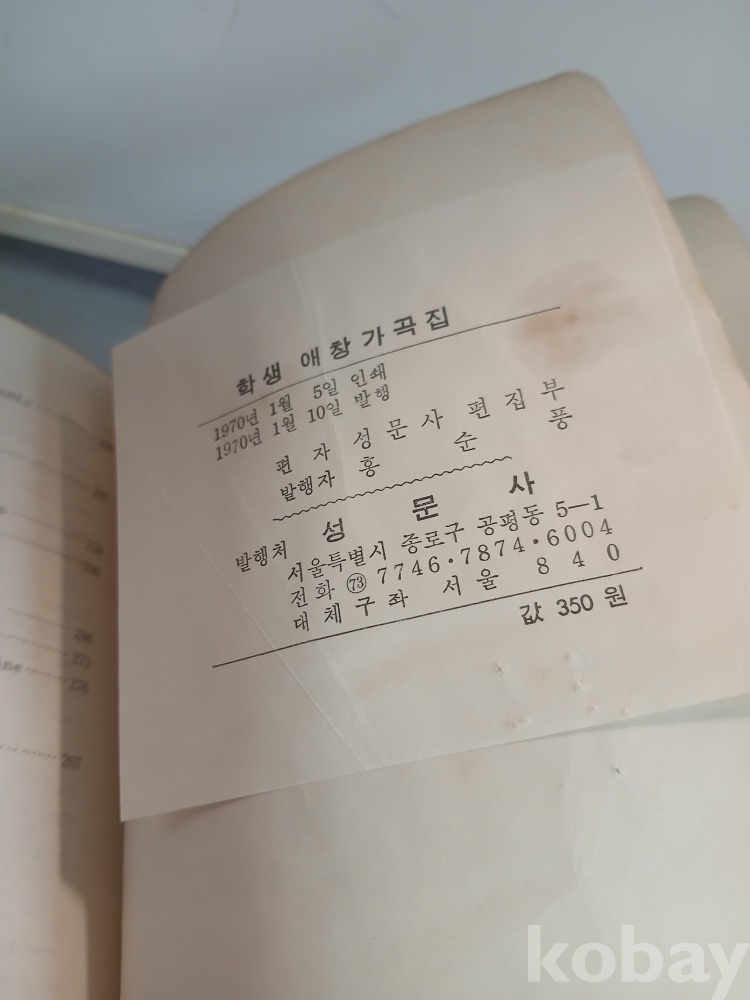 학생 애창가곡집
1970년 1월 5일 인쇄
1970년 1월 10일 발행
편 자 성 문 사 편 집 부
발행자 홍 순 풍
발행처 성 문 사
서울특별시 종로구 공평동 5—1
전화 ㉓ 7746·7874·6004
대 체 구 좌 서 울 8 4 0
값 350 원
273
276
kobay